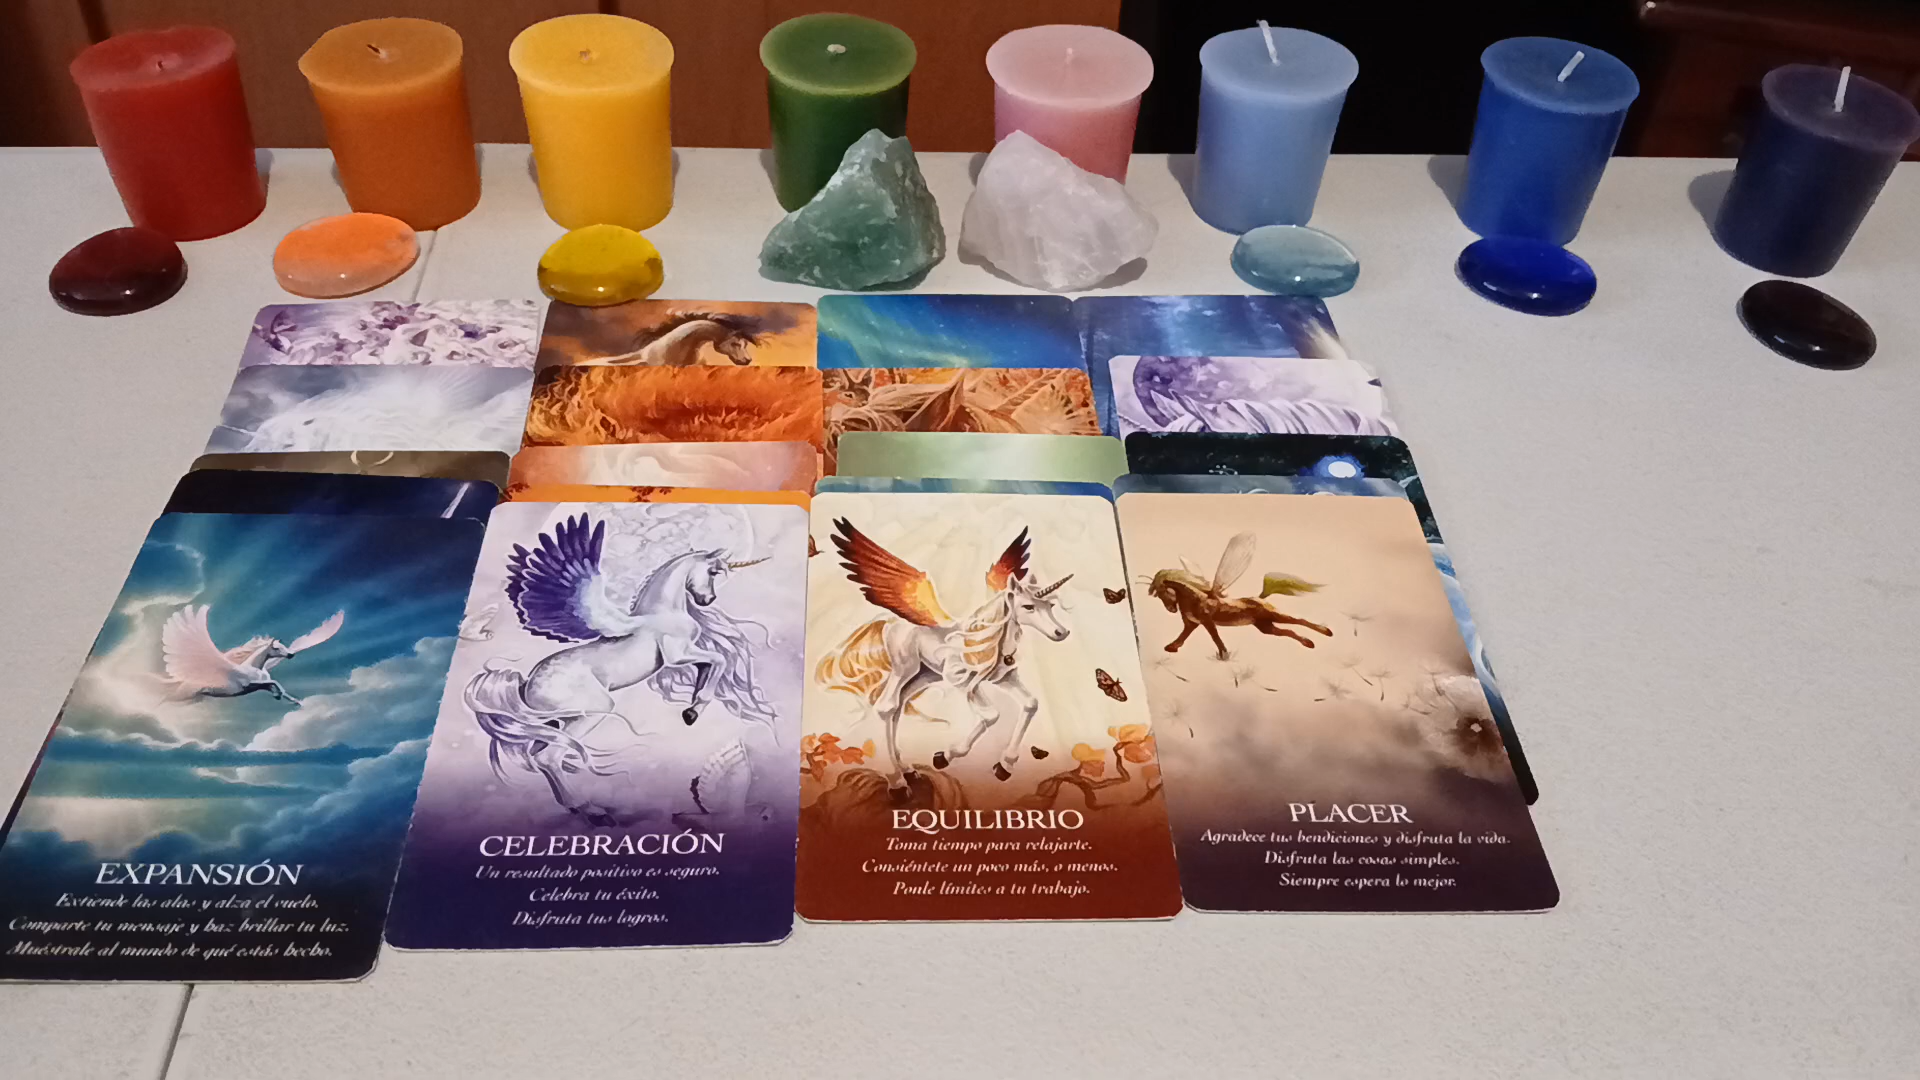 EXPANSIÓN
Extiende las alas y alza el vuelo.
Comparte tu mensaje y haz brillar tu luz.
Muéstrale al mundo de qué estás hecho.
CELEBRACIÓN
Un resultado positivo es seguro.
Celebra tu éxito.
Disfruta tus logros.
EQUILIBRIO
Toma tiempo para relajarte.
Consiéntete un poco más, o menos.
Ponle límites a tu trabajo.
PLACER
Agradece tus bendiciones y disfruta la vida.
Disfruta las cosas simples.
Siempre espera lo mejor.